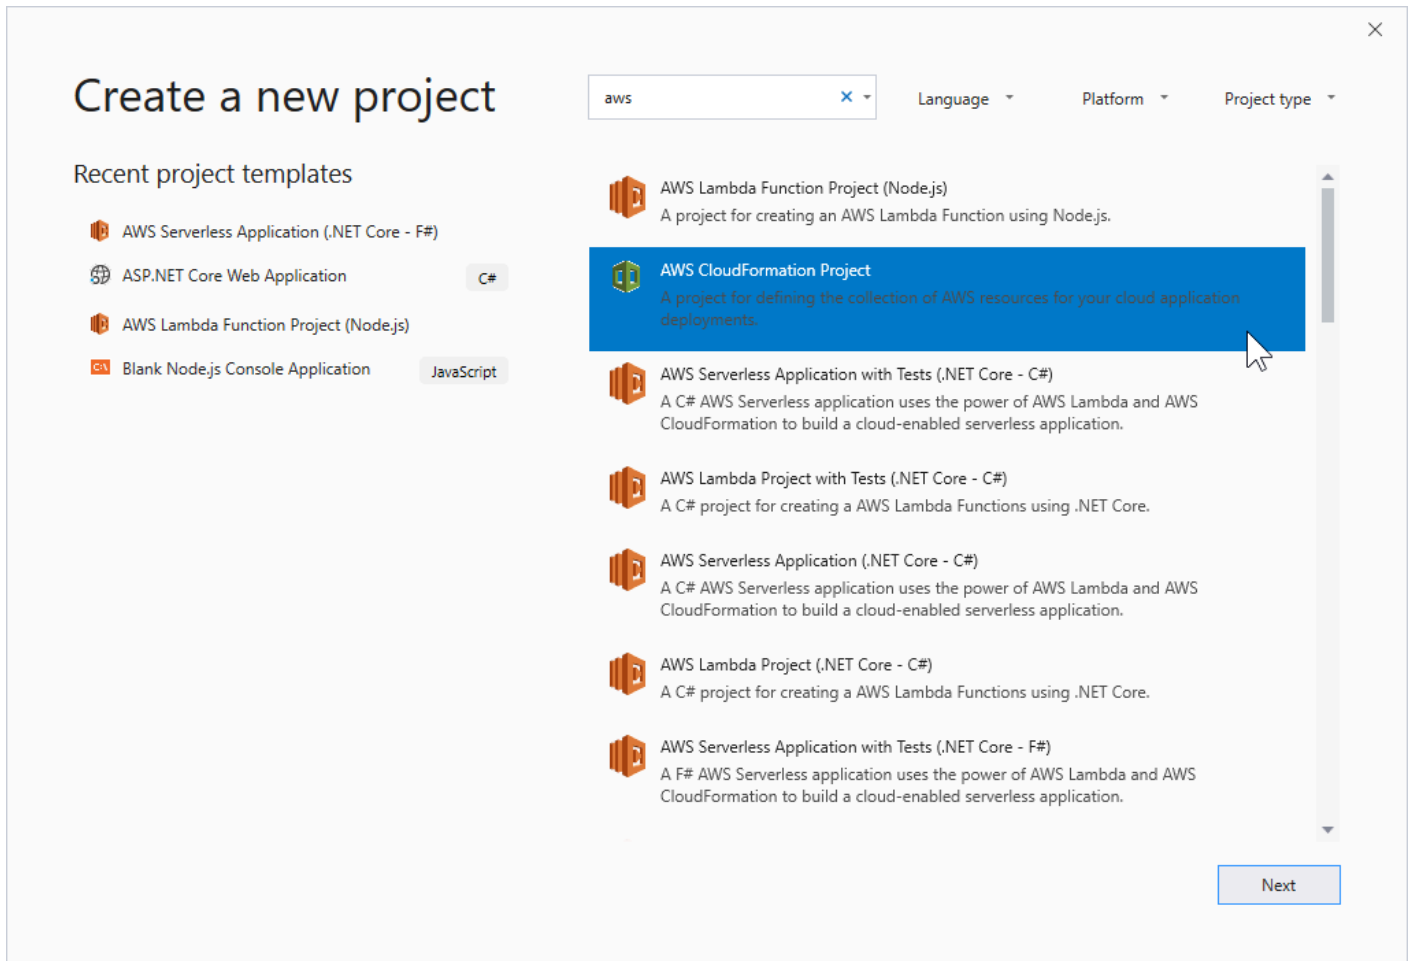 Create a new project
aws
Language
Platform
Project type
Recent project templates
AWS Serverless Application (.NET Core - F#)
ASP.NET Core Web Application
C#
AWS Lambda Function Project (Node.js)
Blank Node.js Console Application
JavaScript
AWS Lambda Function Project (Node.js)
A project for creating an AWS Lambda Function using Node.js.
AWS CloudFormation Project
A project for defining the collection of AWS resources for your cloud application
deployments.
AWS Serverless Application with Tests (.NET Core - C#)
A C# AWS Serverless application uses the power of AWS Lambda and AWS
CloudFormation to build a cloud-enabled serverless application.
AWS Lambda Project with Tests (.NET Core - C#)
A C# project for creating a AWS Lambda Functions using .NET Core.
AWS Serverless Application (.NET Core - C#)
A C# AWS Serverless application uses the power of AWS Lambda and AWS
CloudFormation to build a cloud-enabled serverless application.
AWS Lambda Project (.NET Core - C#)
A C# project for creating a AWS Lambda Functions using .NET Core.
AWS Serverless Application with Tests (.NET Core - F#)
A F# AWS Serverless application uses the power of AWS Lambda and AWS
CloudFormation to build a cloud-enabled serverless application.
Next